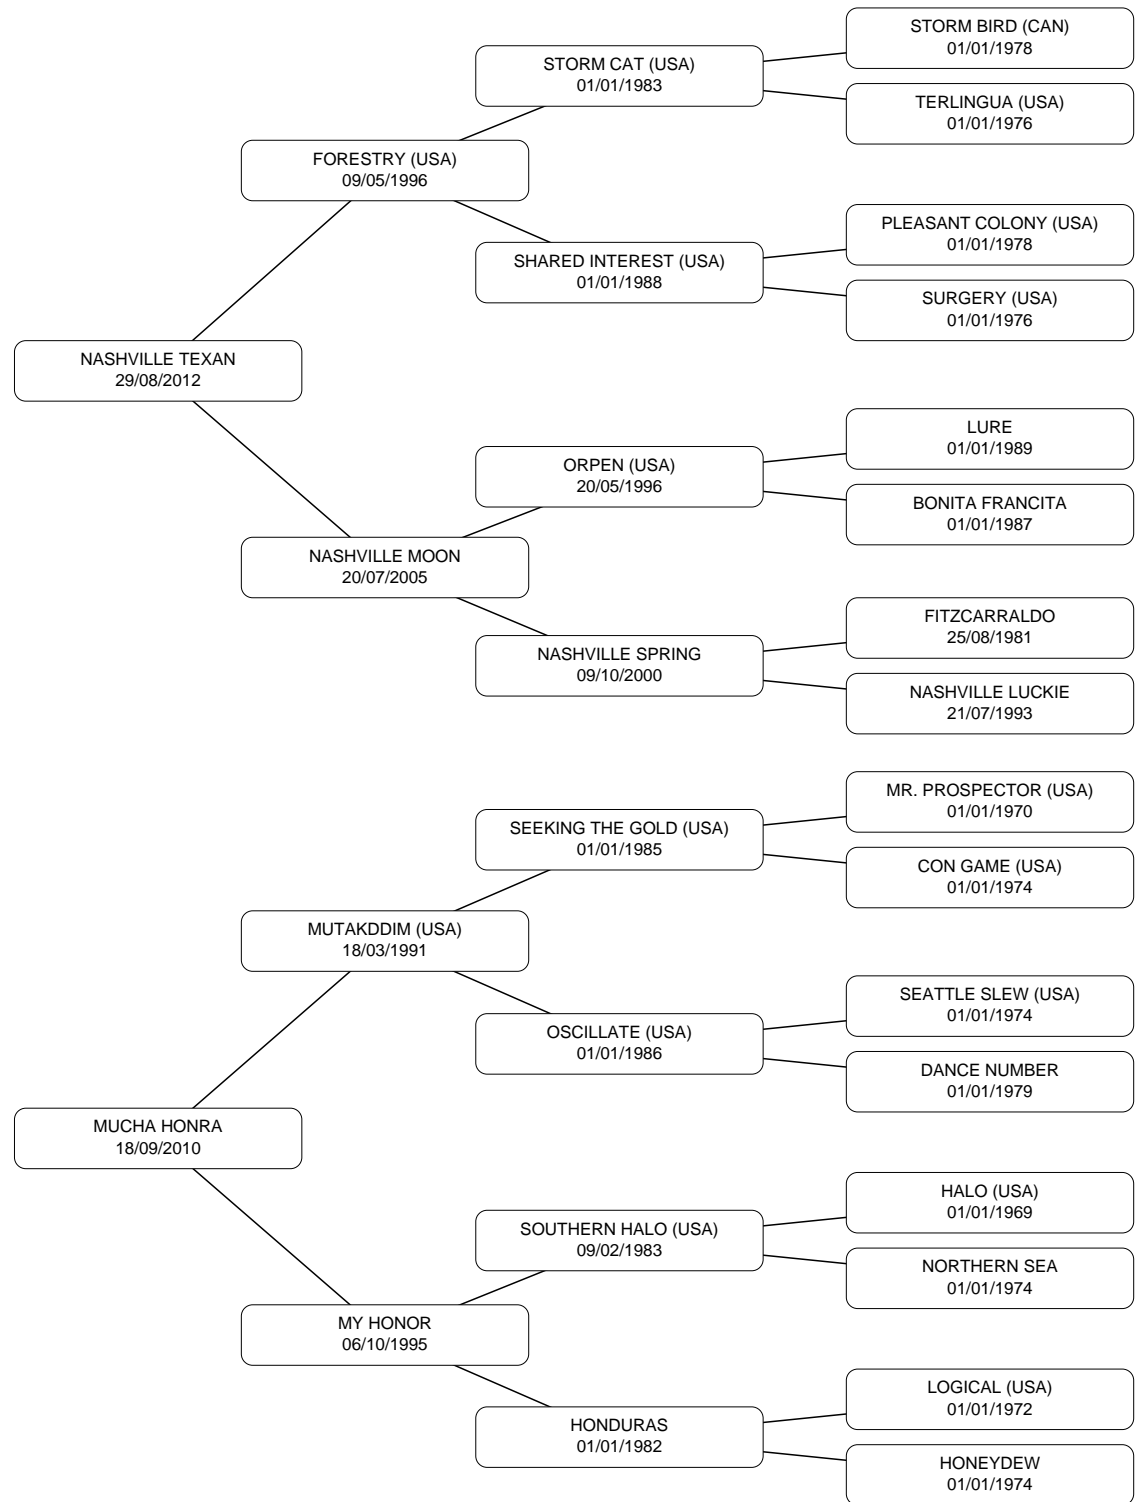 STORM BIRD (CAN)
01/01/1978
STORM CAT (USA)
01/01/1983
TERLINGUA (USA)
01/01/1976
FORESTRY (USA)
09/05/1996
PLEASANT COLONY (USA)
01/01/1978
SHARED INTEREST (USA)
01/01/1988
SURGERY (USA)
01/01/1976
NASHVILLE TEXAN
29/08/2012
LURE
01/01/1989
ORPEN (USA)
20/05/1996
BONITA FRANCITA
01/01/1987
NASHVILLE MOON
20/07/2005
FITZCARRALDO
25/08/1981
NASHVILLE SPRING
09/10/2000
NASHVILLE LUCKIE
21/07/1993
MR. PROSPECTOR (USA)
01/01/1970
SEEKING THE GOLD (USA)
01/01/1985
CON GAME (USA)
01/01/1974
MUTAKDDIM (USA)
18/03/1991
SEATTLE SLEW (USA)
01/01/1974
OSCILLATE (USA)
01/01/1986
DANCE NUMBER
01/01/1979
MUCHA HONRA
18/09/2010
HALO (USA)
01/01/1969
SOUTHERN HALO (USA)
09/02/1983
NORTHERN SEA
01/01/1974
MY HONOR
06/10/1995
LOGICAL (USA)
01/01/1972
HONDURAS
01/01/1982
HONEYDEW
01/01/1974